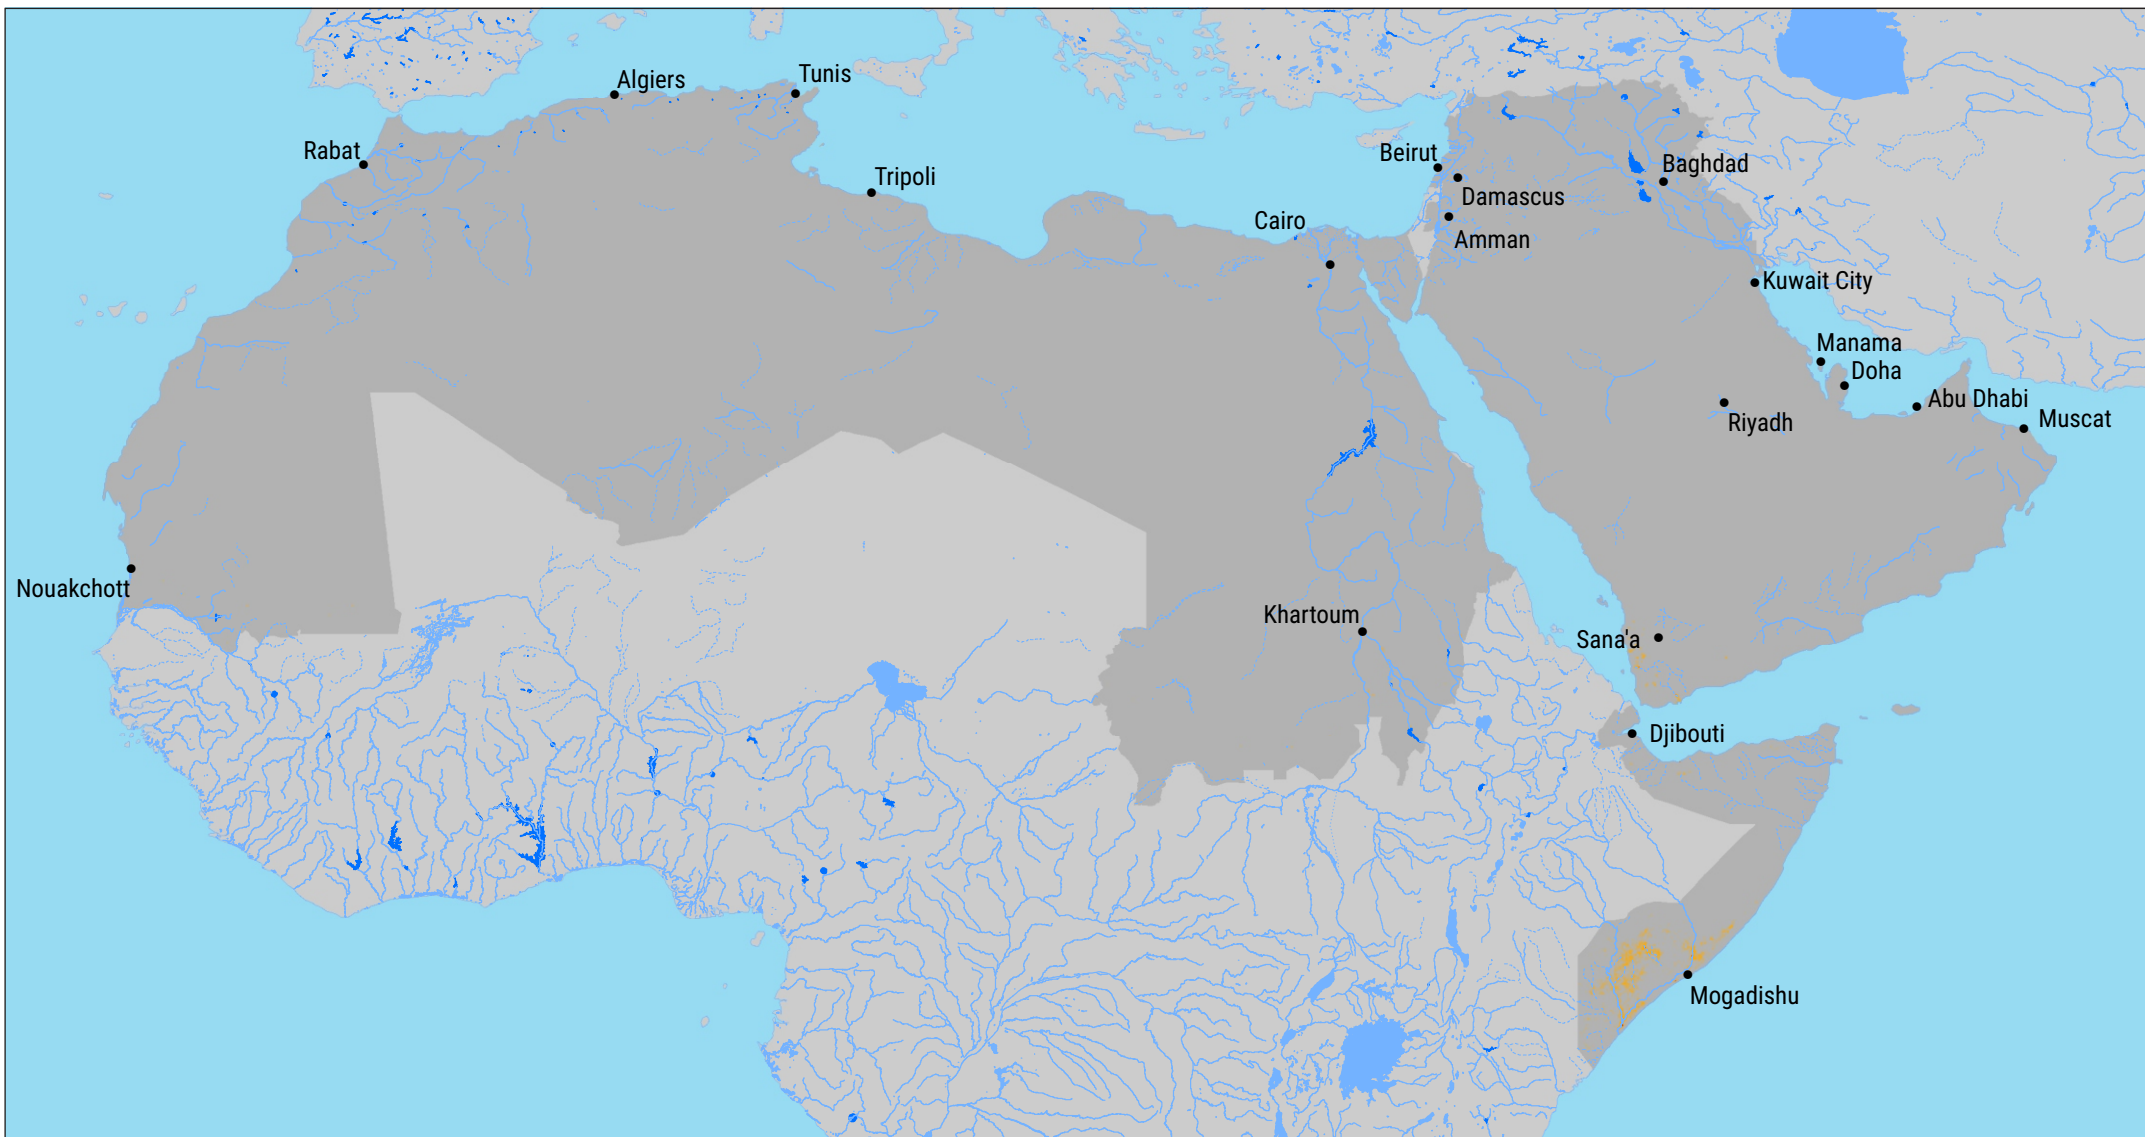 Algiers
Tunis
Rabat
Tripoli
Beirut
Baghdad
Damascus
Cairo
Amman
Kuwait City
Manama
Doha
Abu Dhabi
Riyadh
Muscat
Nouakchott
Khartoum
Sana'a
Djibouti
Mogadishu